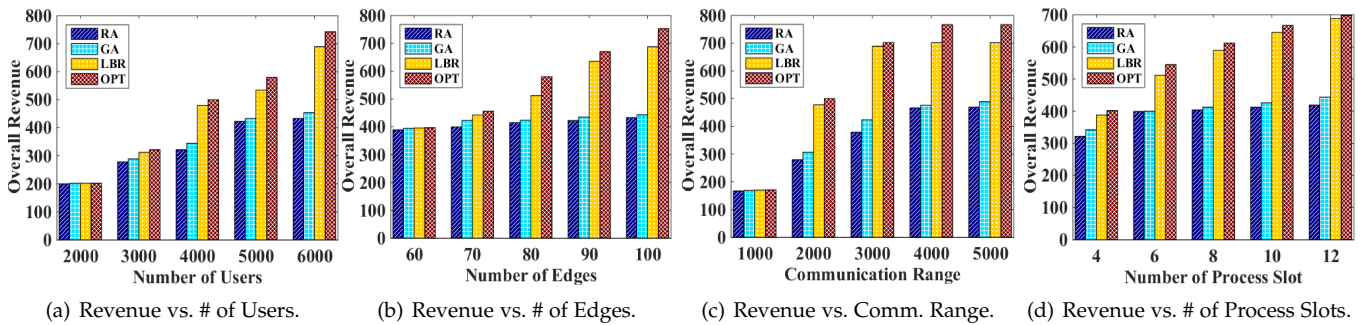 800
700
600
500
400
300
200
100
0
Overall Revenue
RA
GA
LBR
OPT
2000 3000 4000 5000 6000
Number of Users
(a) Revenue vs. # of Users.
800
700
600
500
400
300
200
100
0
Overall Revenue
RA
GA
LBR
OPT
60 70 80 90 100
Number of Edges
(b) Revenue vs. # of Edges.
800
700
600
500
400
300
200
100
0
Overall Revenue
RA
GA
LBR
OPT
1000 2000 3000 4000 5000
Communication Range
(c) Revenue vs. Comm. Range.
700
600
500
400
300
200
100
0
Overall Revenue
RA
GA
LBR
OPT
4 6 8 10 12
Number of Process Slot
(d) Revenue vs. # of Process Slots.